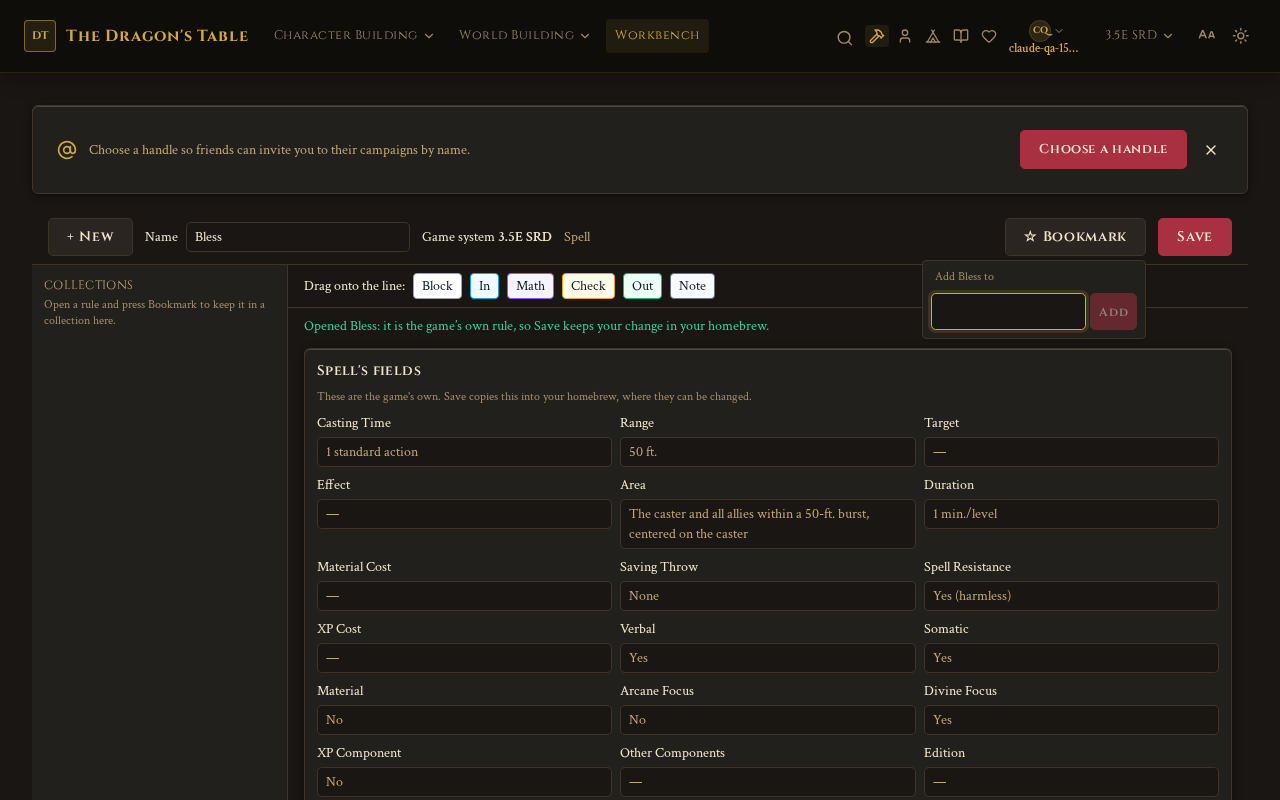 DT The Dragon's Table Character Building World Building Workbench CQ 3.5E SRD AA
claude-qa-15…
@ Choose a handle so friends can invite you to their campaigns by name. Choose a handle ×
+ New Name Bless Game system 3.5E SRD Spell ☆ Bookmark Save
Collections
Open a rule and press Bookmark to keep it in a
collection here.
Drag onto the line: Block In Math Check Out Note
Add Bless to
Add
Opened Bless: it is the game's own rule, so Save keeps your change in your homebrew.
Spell's fields
These are the game's own. Save copies this into your homebrew, where they can be changed.
Casting Time Range Target
1 standard action 50 ft. —
Effect Area Duration
— The caster and all allies within a 50-ft. burst, 1 min./level
centered on the caster
Material Cost Saving Throw Spell Resistance
— None Yes (harmless)
XP Cost Verbal Somatic
— Yes Yes
Material Arcane Focus Divine Focus
No No Yes
XP Component Other Components Edition
No — —